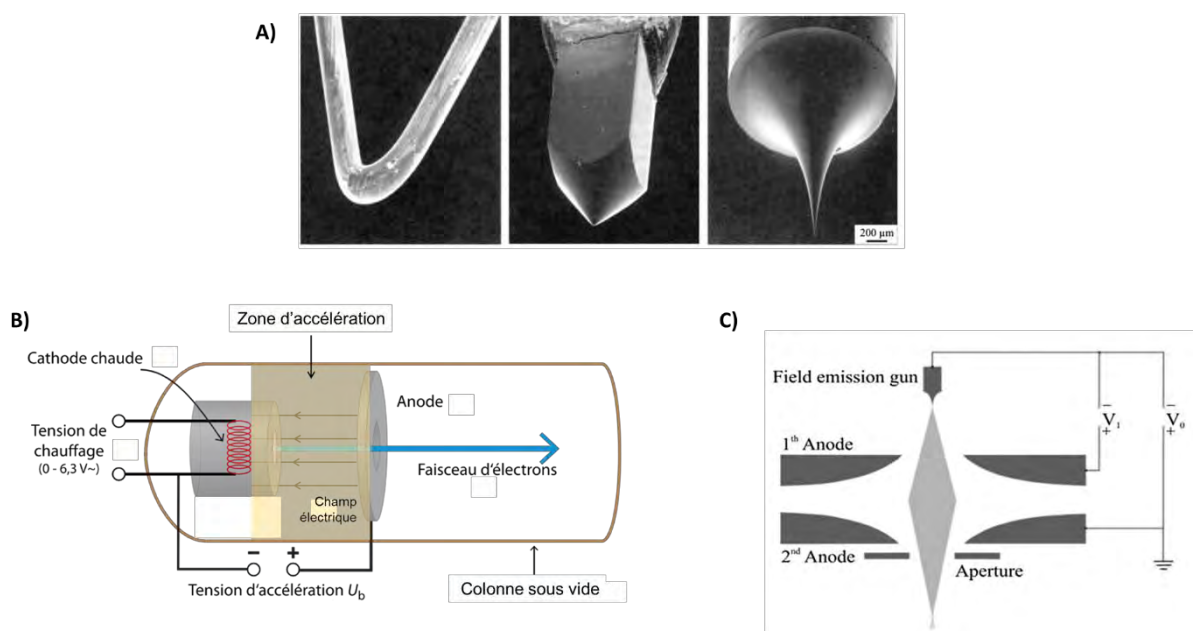 A)
200 µm
B)
Zone d'accélération
Cathode chaude
Anode
Tension de
chauffage
(0 - 6,3 V~)
Faisceau d'électrons
Champ
électrique
− +
Tension d'accélération Ub
Colonne sous vide
C)
Field emission gun
− −
V1 V0
+ +
1th Anode
2nd Anode
Aperture